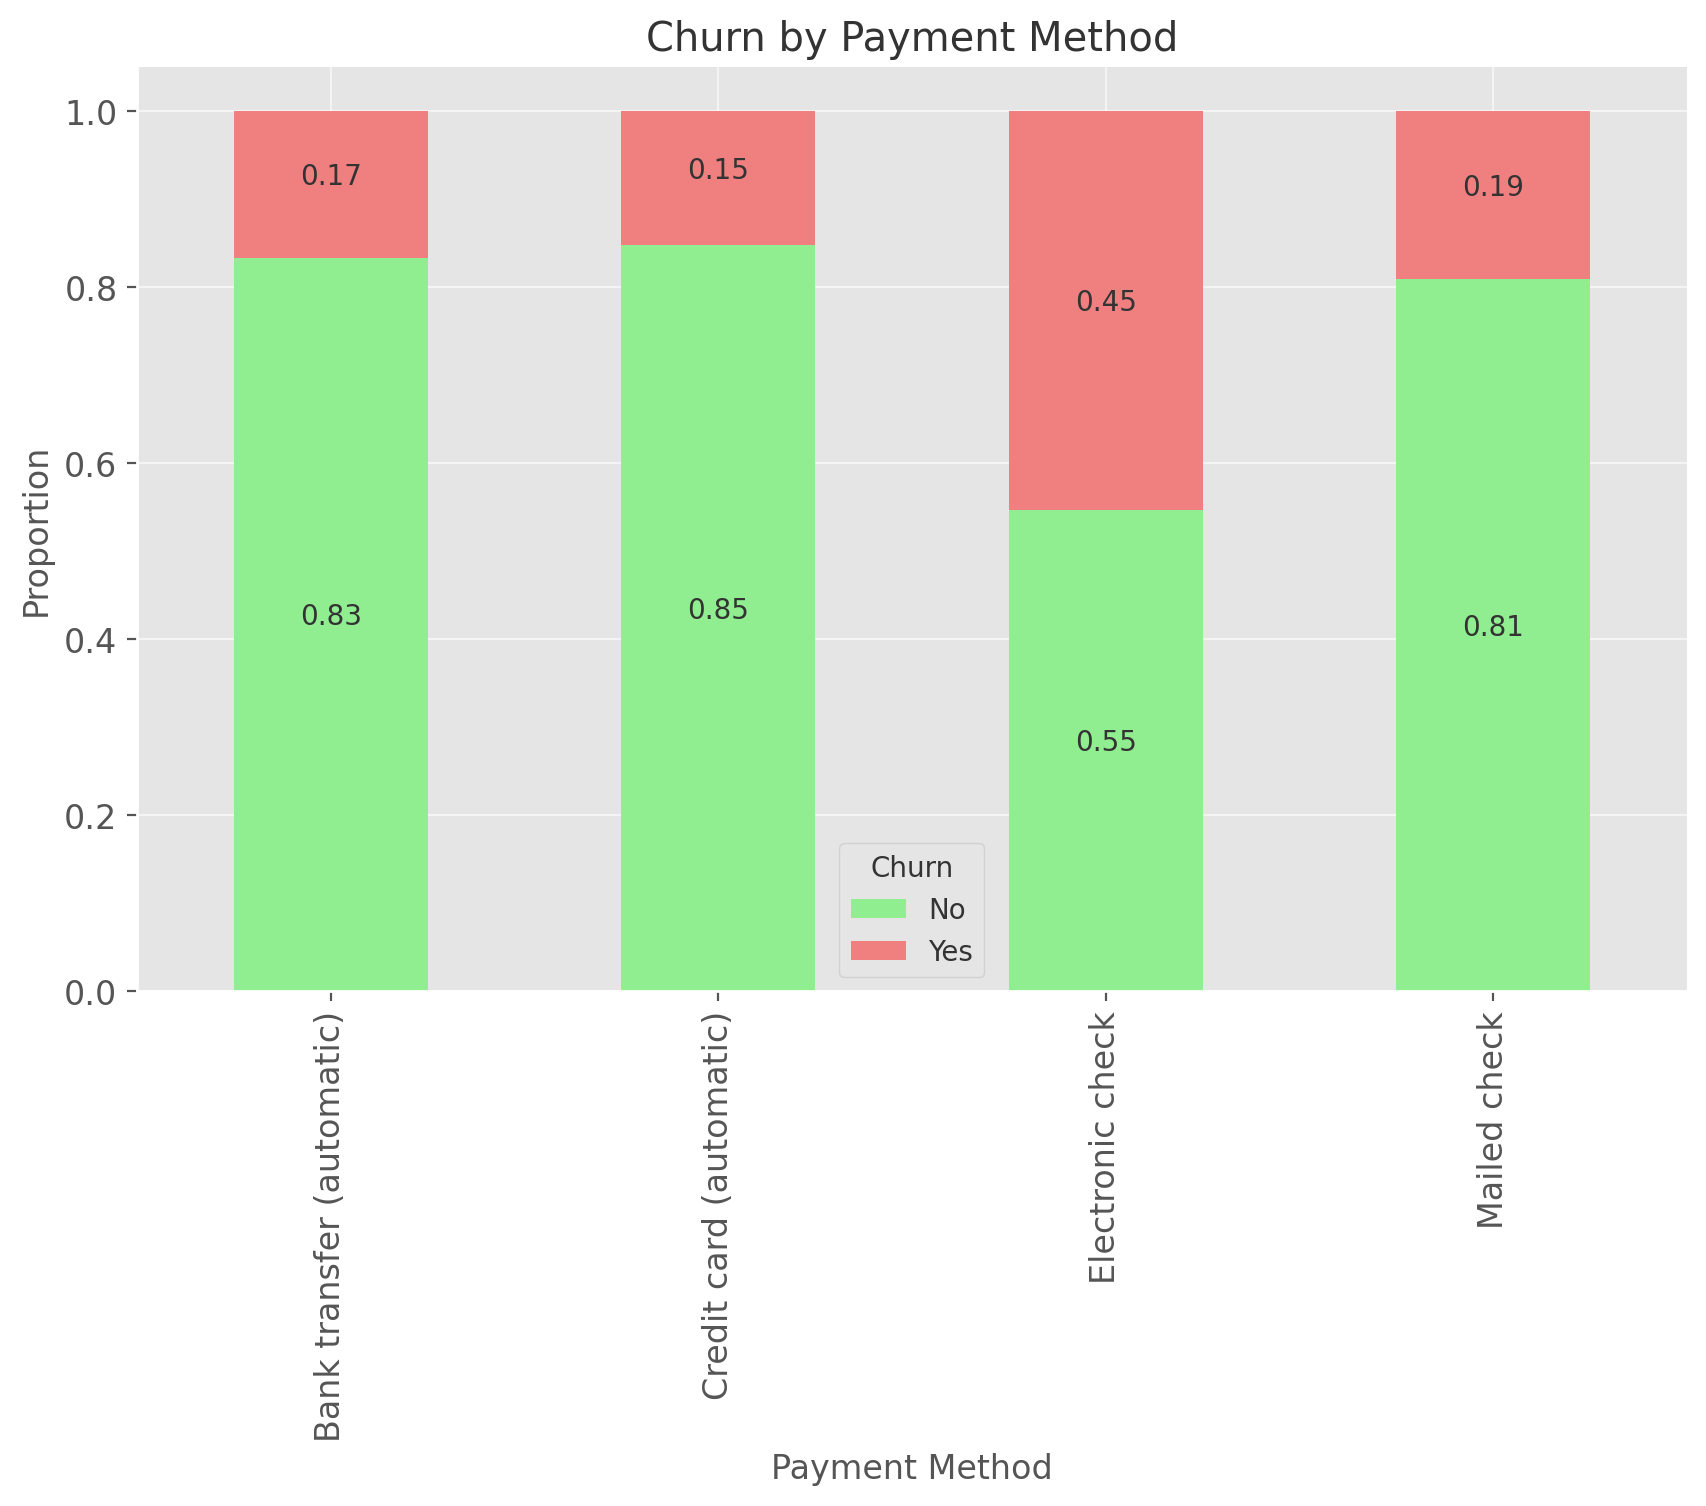 Churn by Payment Method
Proportion
1.0
0.8
0.6
0.4
0.2
0.0
0.17
0.15
0.45
0.19
0.83
0.85
0.55
0.81
Churn
No
Yes
Bank transfer (automatic)
Credit card (automatic)
Electronic check
Mailed check
Payment Method